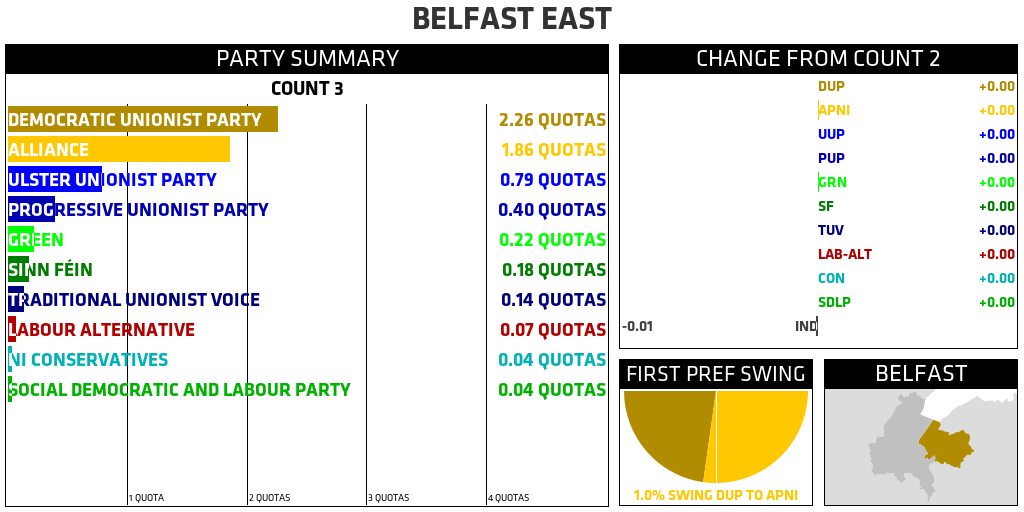 BELFAST EAST
PARTY SUMMARY
COUNT 3
DEMOCRATIC UNIONIST PARTY 2.26 QUOTAS
ALLIANCE 1.86 QUOTAS
ULSTER UNIONIST PARTY 0.79 QUOTAS
PROGRESSIVE UNIONIST PARTY 0.40 QUOTAS
GREEN 0.22 QUOTAS
SINN FÉIN 0.18 QUOTAS
TRADITIONAL UNIONIST VOICE 0.14 QUOTAS
LABOUR ALTERNATIVE 0.07 QUOTAS
NI CONSERVATIVES 0.04 QUOTAS
SOCIAL DEMOCRATIC AND LABOUR PARTY 0.04 QUOTAS
1 QUOTA 2 QUOTAS 3 QUOTAS 4 QUOTAS
CHANGE FROM COUNT 2
DUP +0.00
APNI +0.00
UUP +0.00
PUP +0.00
GRN +0.00
SF +0.00
TUV +0.00
LAB-ALT +0.00
CON +0.00
SDLP +0.00
-0.01 IND
FIRST PREF SWING
1.0% SWING DUP TO APNI
BELFAST